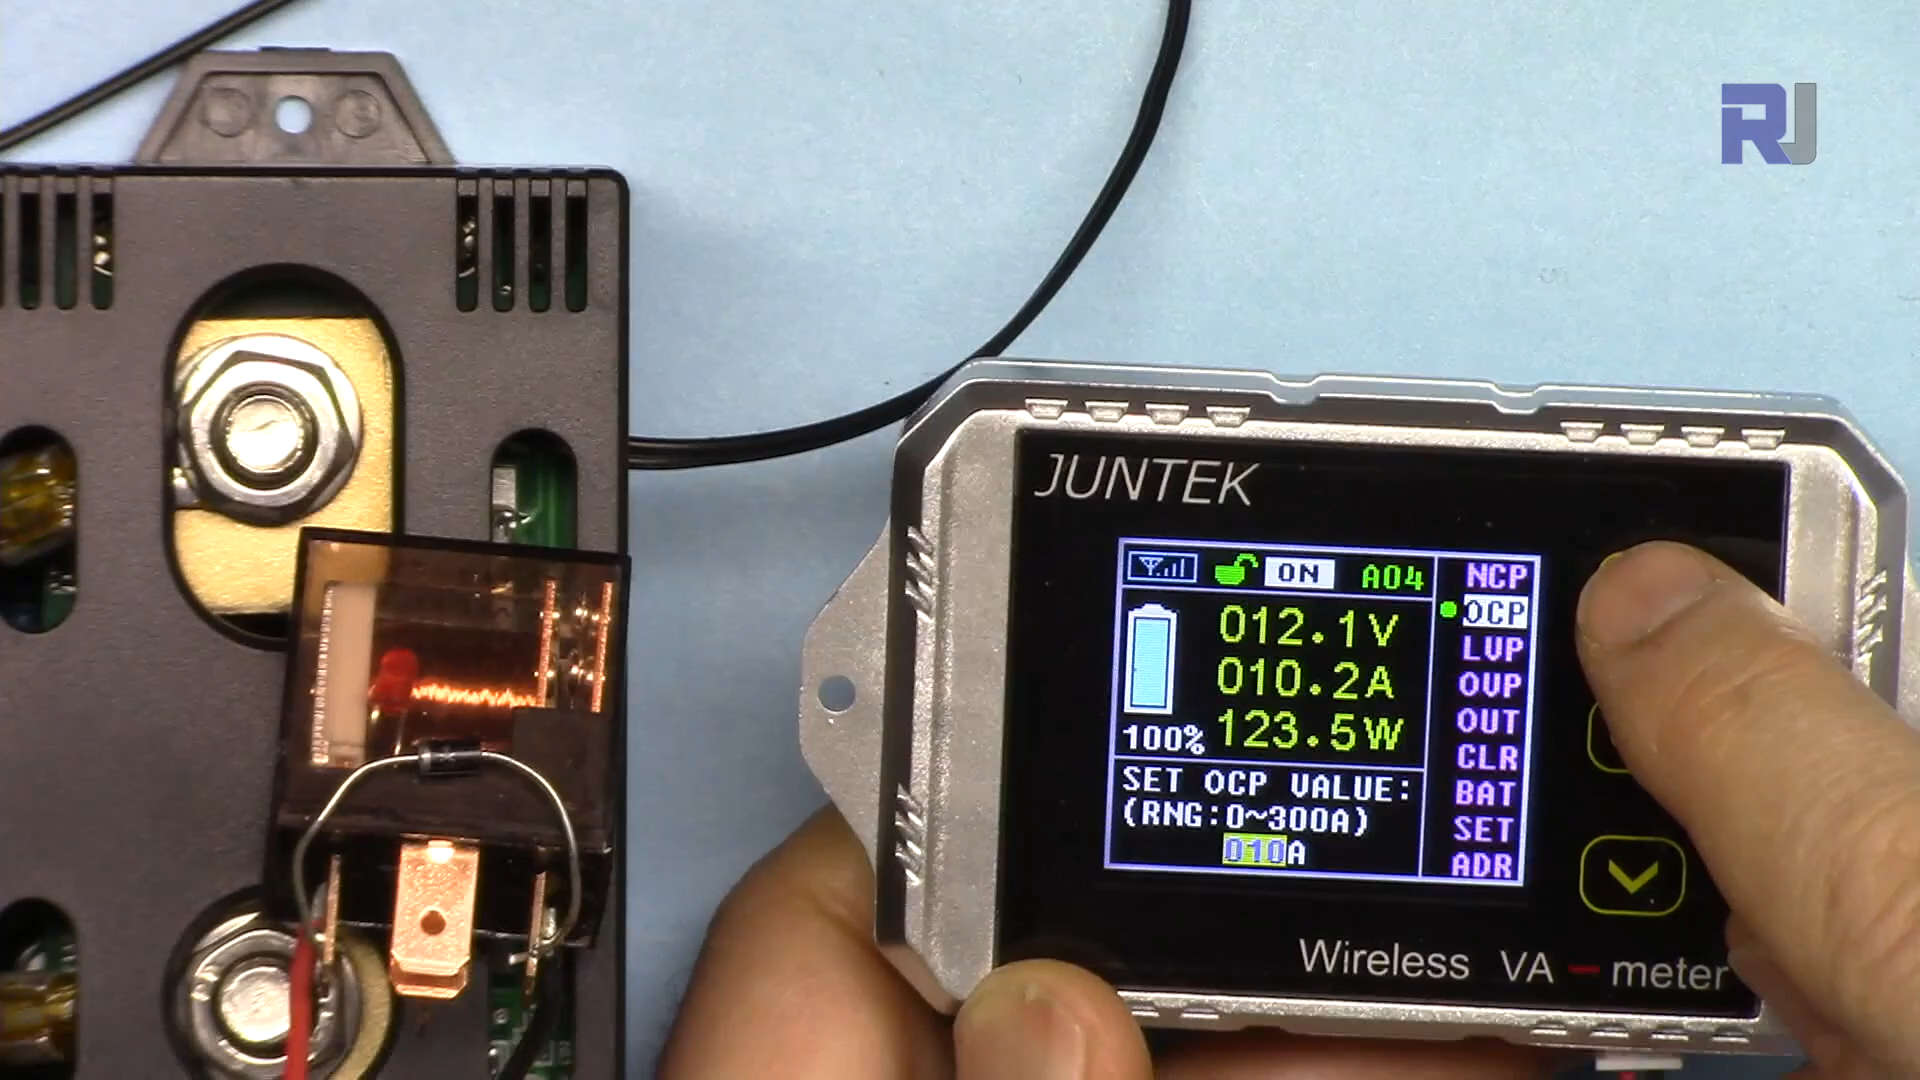 RJ
JUNTEK
ON A04
012.1V
010.2A
100% 123.5W
SET OCP VALUE:
(RNG:0~300A)
010A
NCP
OCP
LVP
OVP
OUT
CLR
BAT
SET
ADR
Wireless VA-meter